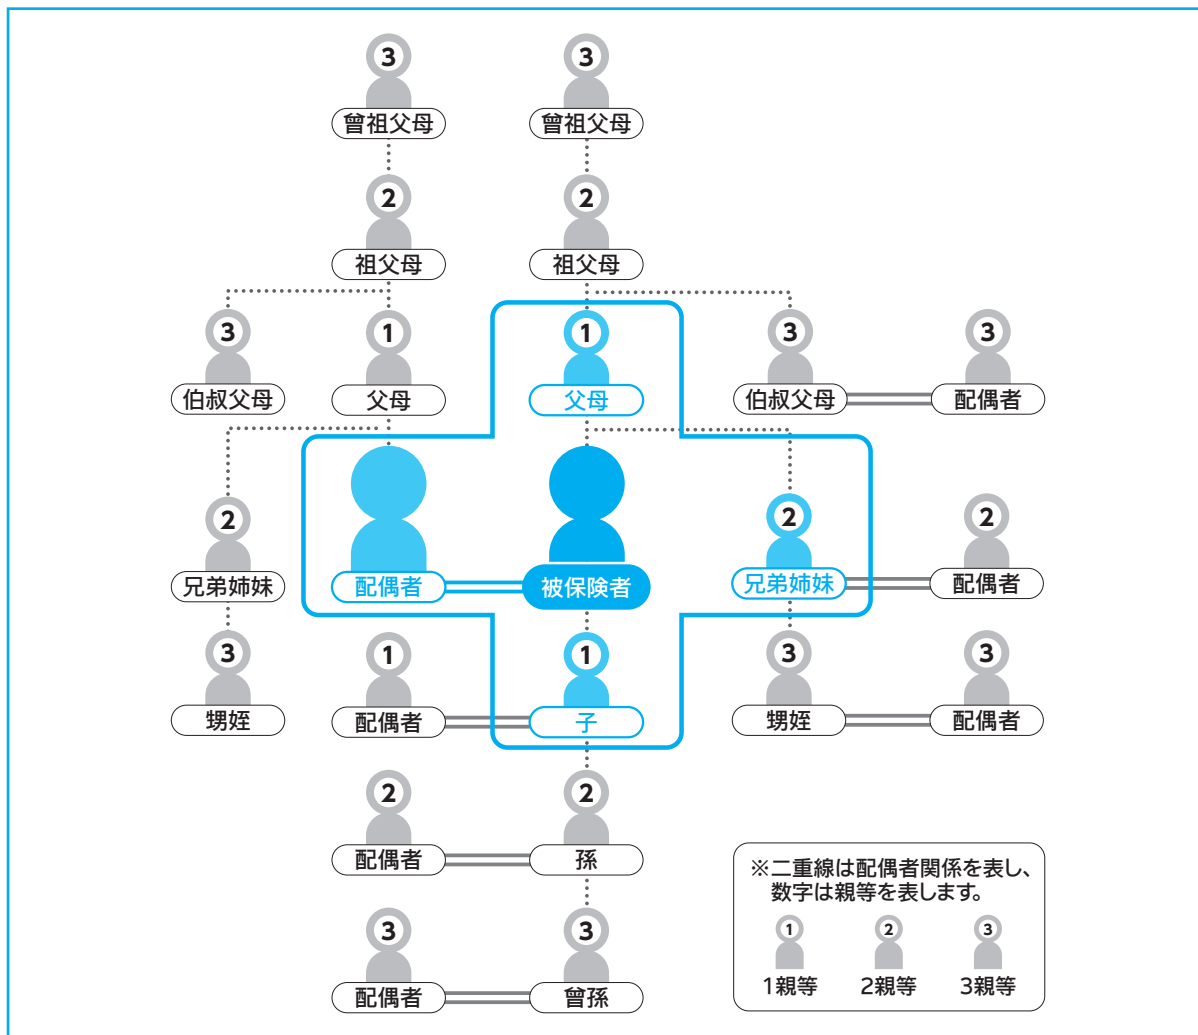 3 3
曾祖父母 曾祖父母
2 2
祖父母 祖父母
3 1 1 3 3
伯叔父母 父母 父母 伯叔父母 配偶者
2 2 2
兄弟姉妹 配偶者 被保険者 兄弟姉妹 配偶者
3 1 1 3 3
甥姪 配偶者 子 甥姪 配偶者
2 2
配偶者 孫
3 3
配偶者 曾孫
※二重線は配偶者関係を表し、
数字は親等を表します。
1 2 3
1親等 2親等 3親等